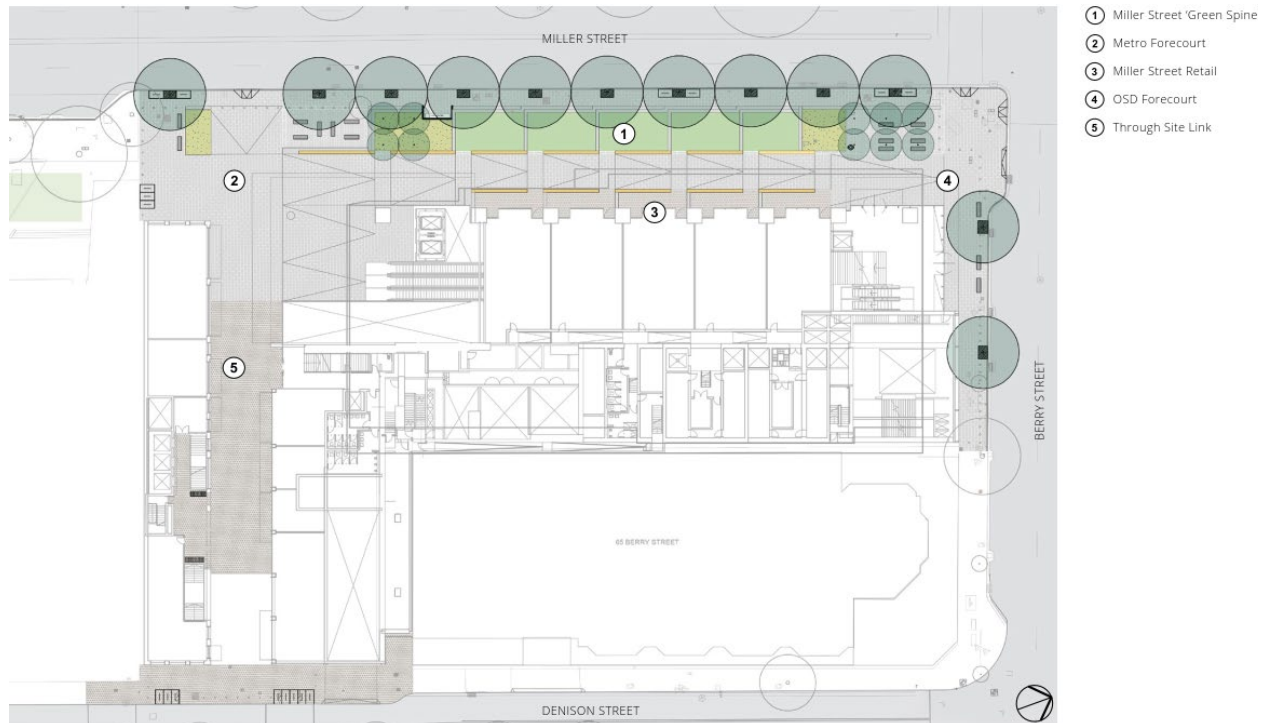 MILLER STREET
1 Miller Street 'Green Spine
2 Metro Forecourt
3 Miller Street Retail
4 OSD Forecourt
5 Through Site Link
1
2
4
3
5
BERRY STREET
65 BERRY STREET
DENISON STREET